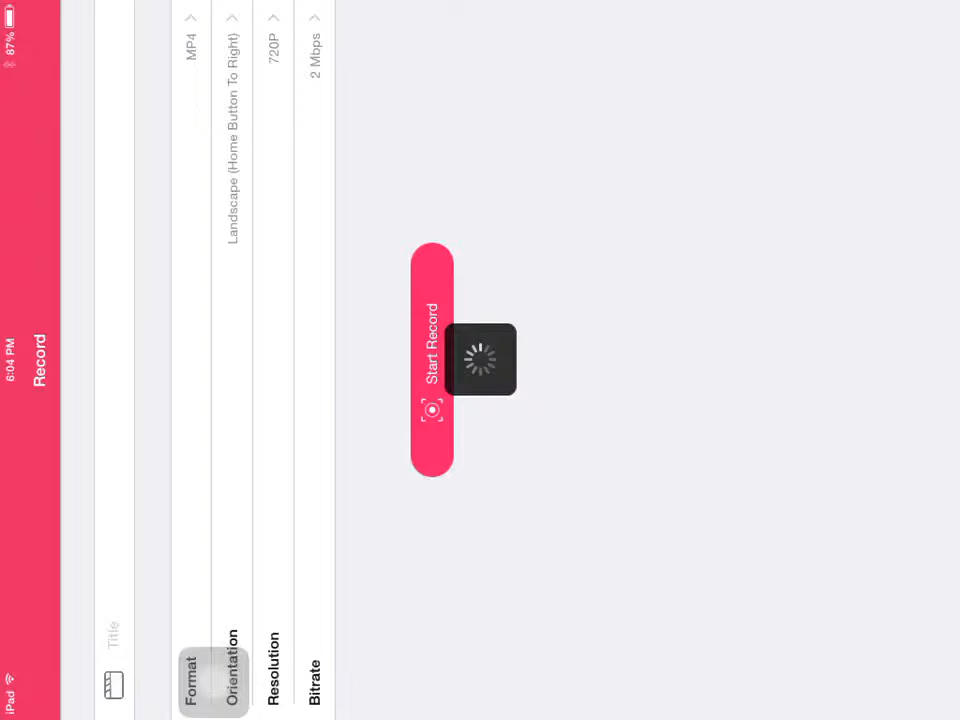 iPad 6:04 PM 87%
Record
Title
Format MP4
Orientation Landscape (Home Button To Right)
Resolution 720P
Bitrate 2 Mbps
Start Record